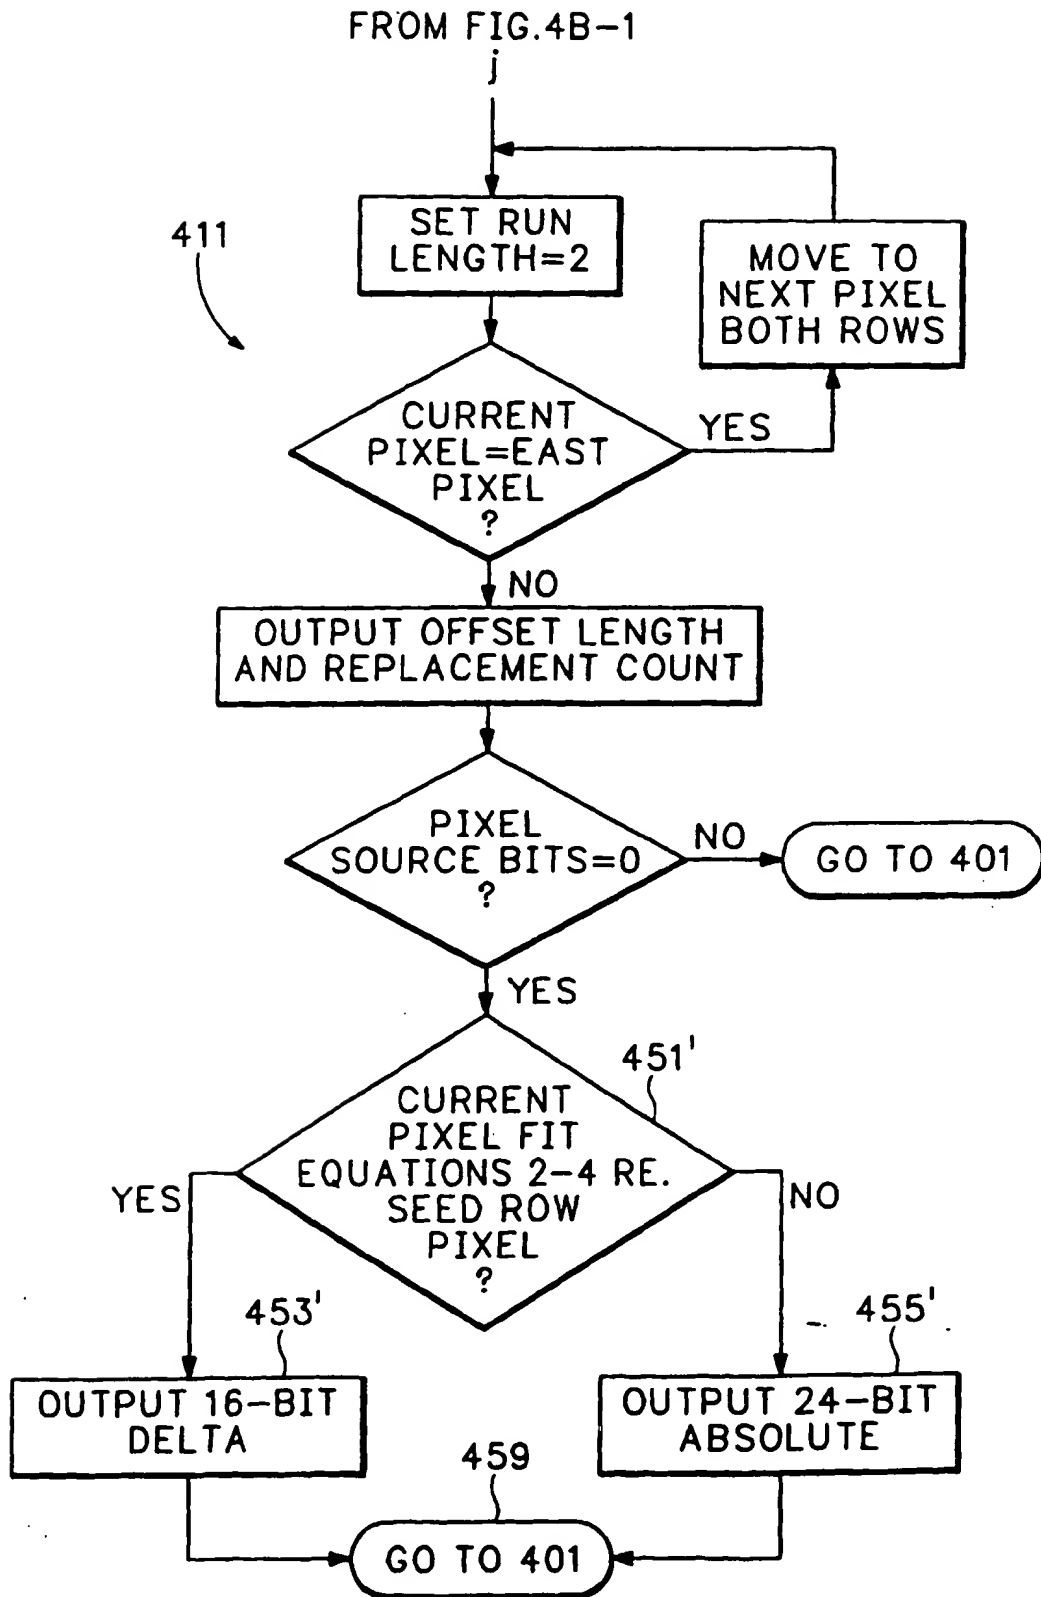 FROM FIG.4B-1
j
SET RUN
LENGTH=2
411
MOVE TO
NEXT PIXEL
BOTH ROWS
CURRENT
PIXEL=EAST
PIXEL
?
YES
NO
OUTPUT OFFSET LENGTH
AND REPLACEMENT COUNT
PIXEL
SOURCE BITS=0
?
NO
GO TO 401
YES
451'
CURRENT
PIXEL FIT
EQUATIONS 2-4 RE.
SEED ROW
PIXEL
?
YES
NO
453'
455'
OUTPUT 16-BIT
DELTA
OUTPUT 24-BIT
ABSOLUTE
459
GO TO 401